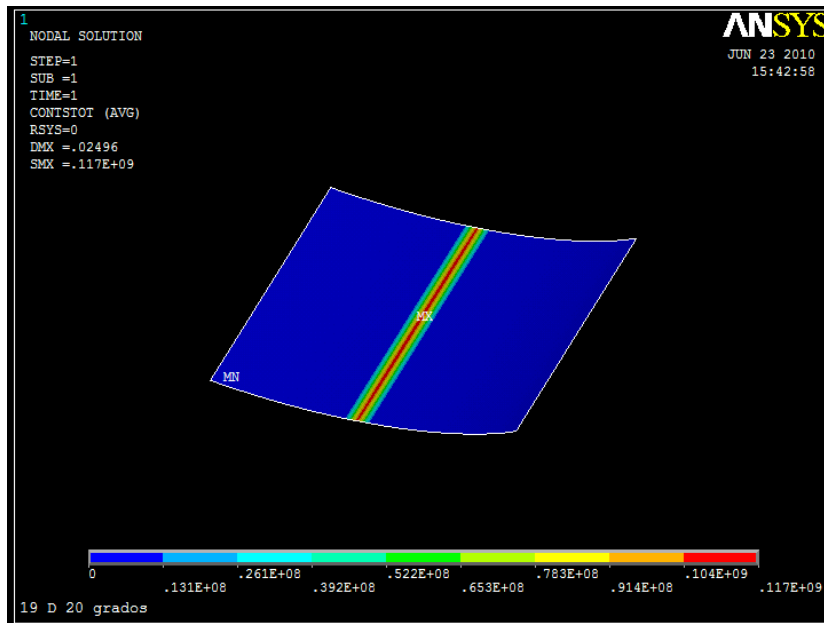 1
NODAL SOLUTION
ANSYS
JUN 23 2010
15:42:58
STEP=1
SUB =1
TIME=1
CONTSTOT (AVG)
RSYS=0
DMX =.02496
SMX =.117E+09
MX
MN
0 .131E+08 .261E+08 .392E+08 .522E+08 .653E+08 .783E+08 .914E+08 .104E+09 .117E+09
19 D 20 grados